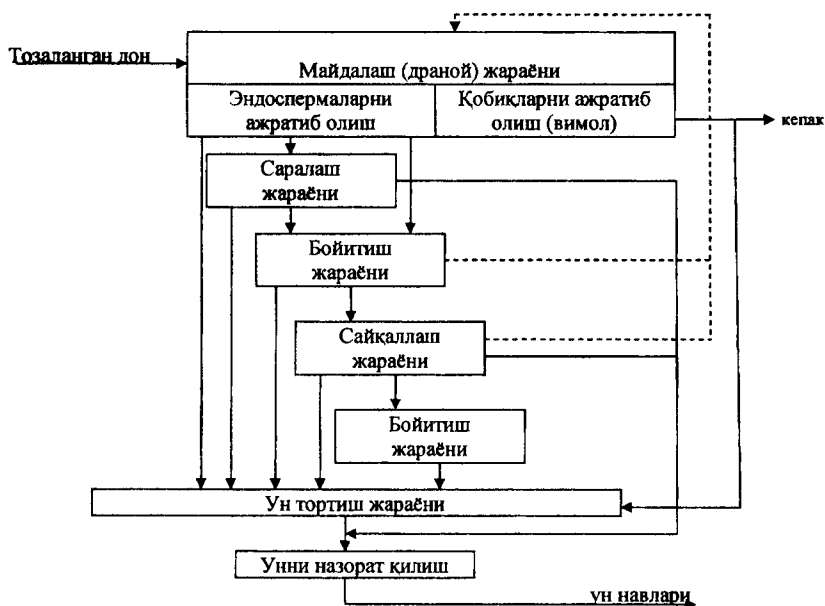 Тозаланган дон
Майдалаш (драной) жараёни
Эндоспермаларни
ажратиб олиш
Қобиқларни ажратиб
олиш (вимол)
кепак
Саралаш
жараёни
Бойитиш
жараёни
Сайқаллаш
жараёни
Бойитиш
жараёни
Ун тортиш жараёни
Унни назорат қилиш
ун навлари